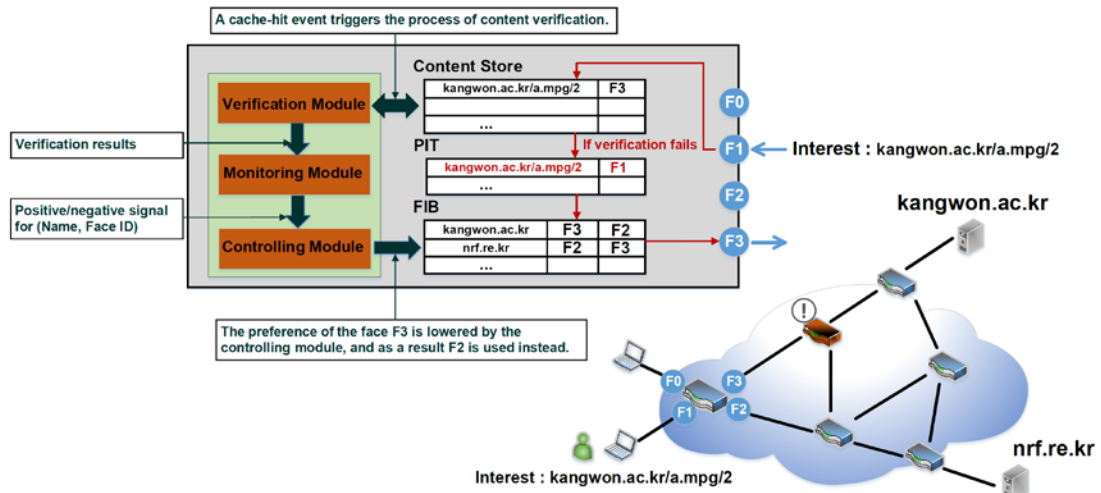 A cache-hit event triggers the process of content verification.
Content Store
Verification Module
kangwon.ac.kr/a.mpg/2 F3
...
F0
Verification results
PIT
If verification fails
F1
Interest : kangwon.ac.kr/a.mpg/2
Monitoring Module
kangwon.ac.kr/a.mpg/2 F1
...
F2
Positive/negative signal
for (Name, Face ID)
FIB
kangwon.ac.kr F3 F2
Controlling Module
nrf.re.kr F2 F3
...
F3
kangwon.ac.kr
The preference of the face F3 is lowered by the
controlling module, and as a result F2 is used instead.
!
F0
F3
F1
F2
nrf.re.kr
Interest : kangwon.ac.kr/a.mpg/2